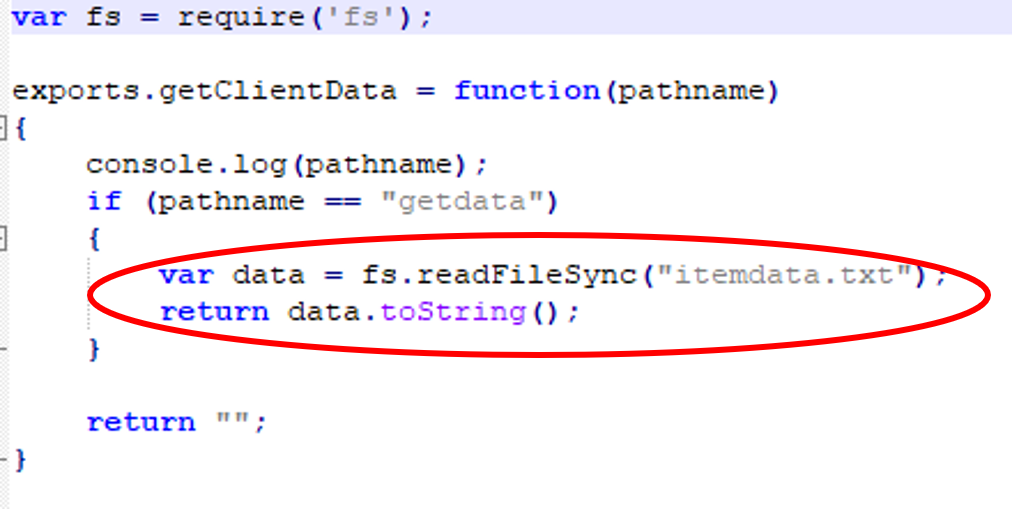 var fs = require('fs');
exports.getClientData = function(pathname)
{
console.log(pathname);
if (pathname == "getdata")
{
var data = fs.readFileSync("itemdata.txt");
return data.toString();
}
return "";
}